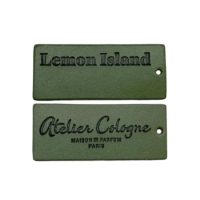 Lemon Island
Atelier Cologne
MAISON DE PARFUM
PARIS